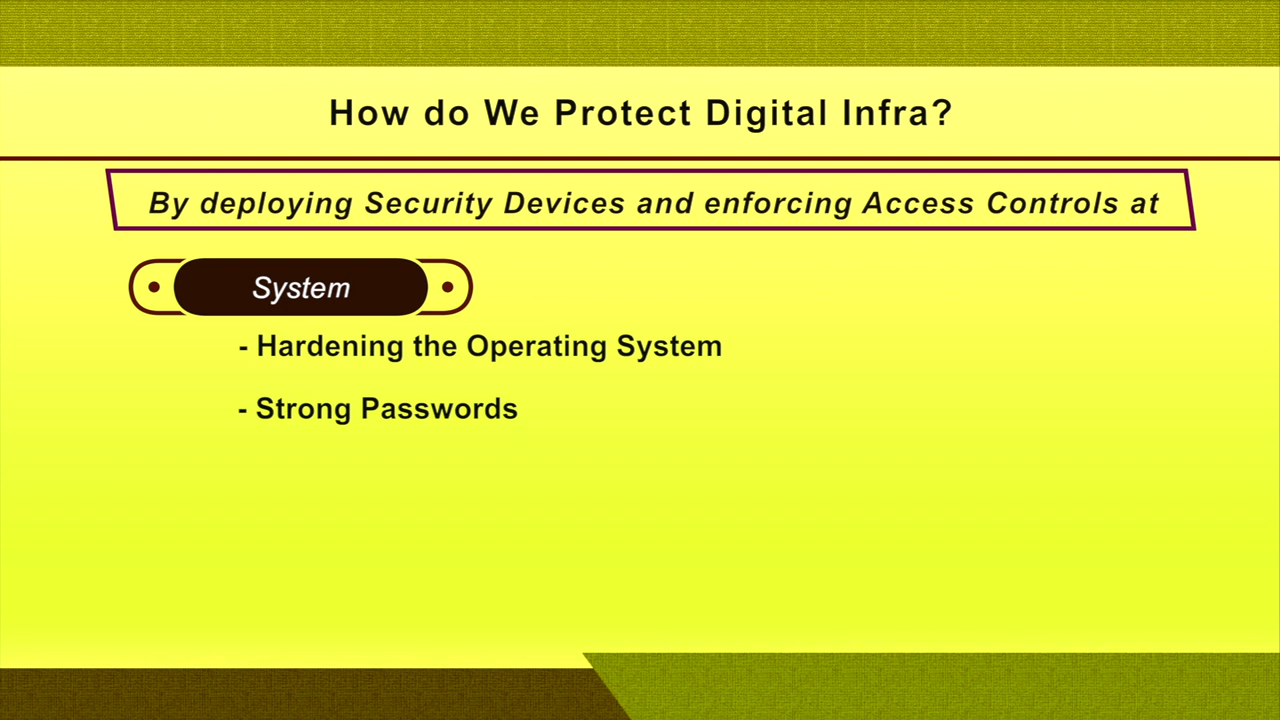 How do We Protect Digital Infra?
By deploying Security Devices and enforcing Access Controls at
System
- Hardening the Operating System
- Strong Passwords